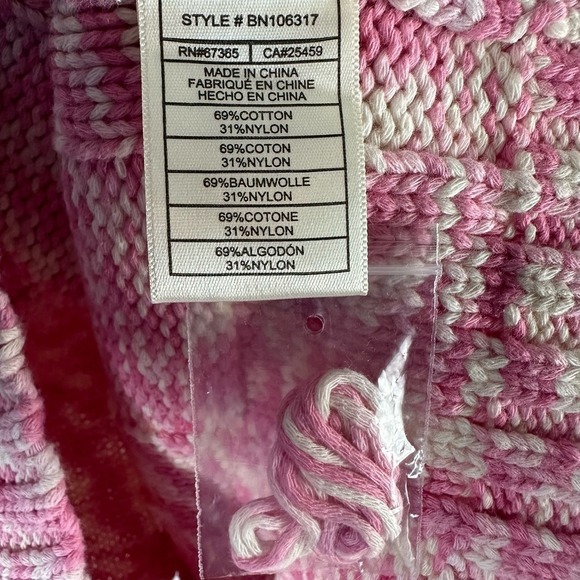 STYLE # BN106317
RN#67385 CA#25459
MADE IN CHINA
FABRIQUÉ EN CHINE
HECHO EN CHINA
69%COTTON
31%NYLON
69%COTON
31%NYLON
69%BAUMWOLLE
31%NYLON
69%COTONE
31%NYLON
69%ALGODÓN
31%NYLON